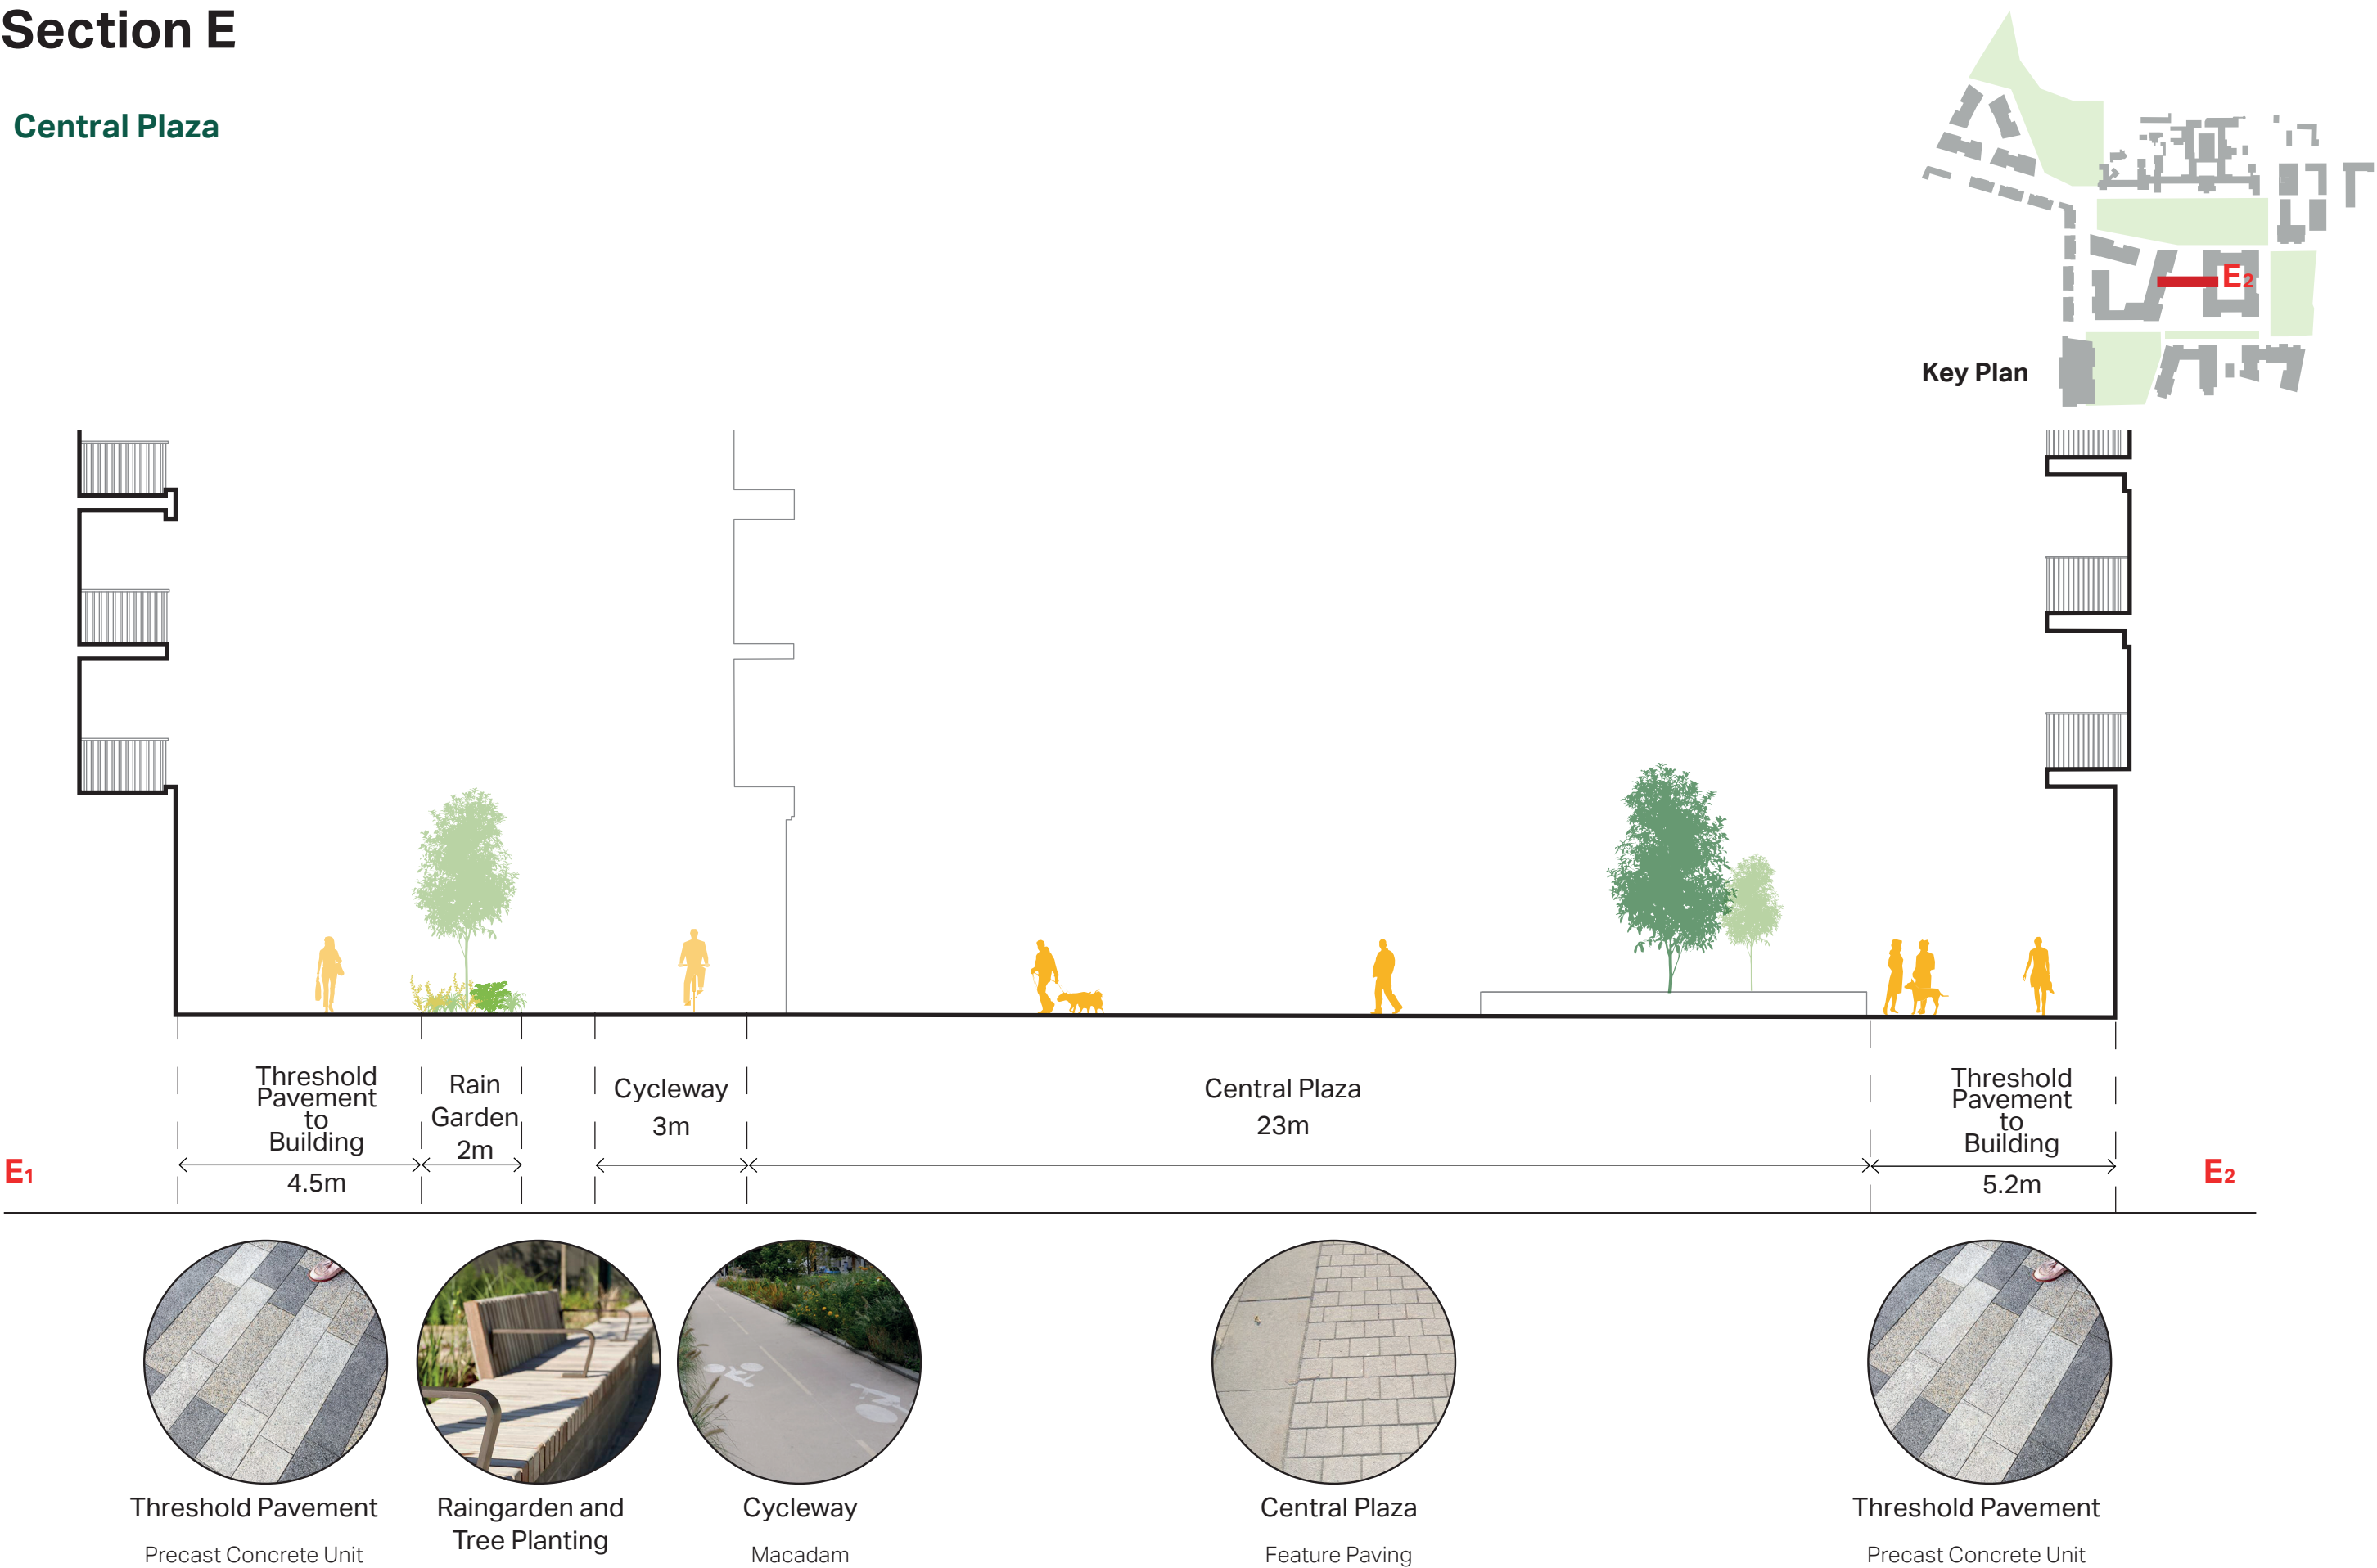 Section E
Central Plaza
E2
Key Plan
Threshold
Pavement
to
Building
4.5m
Rain
Garden
2m
Cycleway
3m
Central Plaza
23m
Threshold
Pavement
to
Building
5.2m
E1
E2
Threshold Pavement
Precast Concrete Unit
Raingarden and
Tree Planting
Cycleway
Macadam
Central Plaza
Feature Paving
Threshold Pavement
Precast Concrete Unit